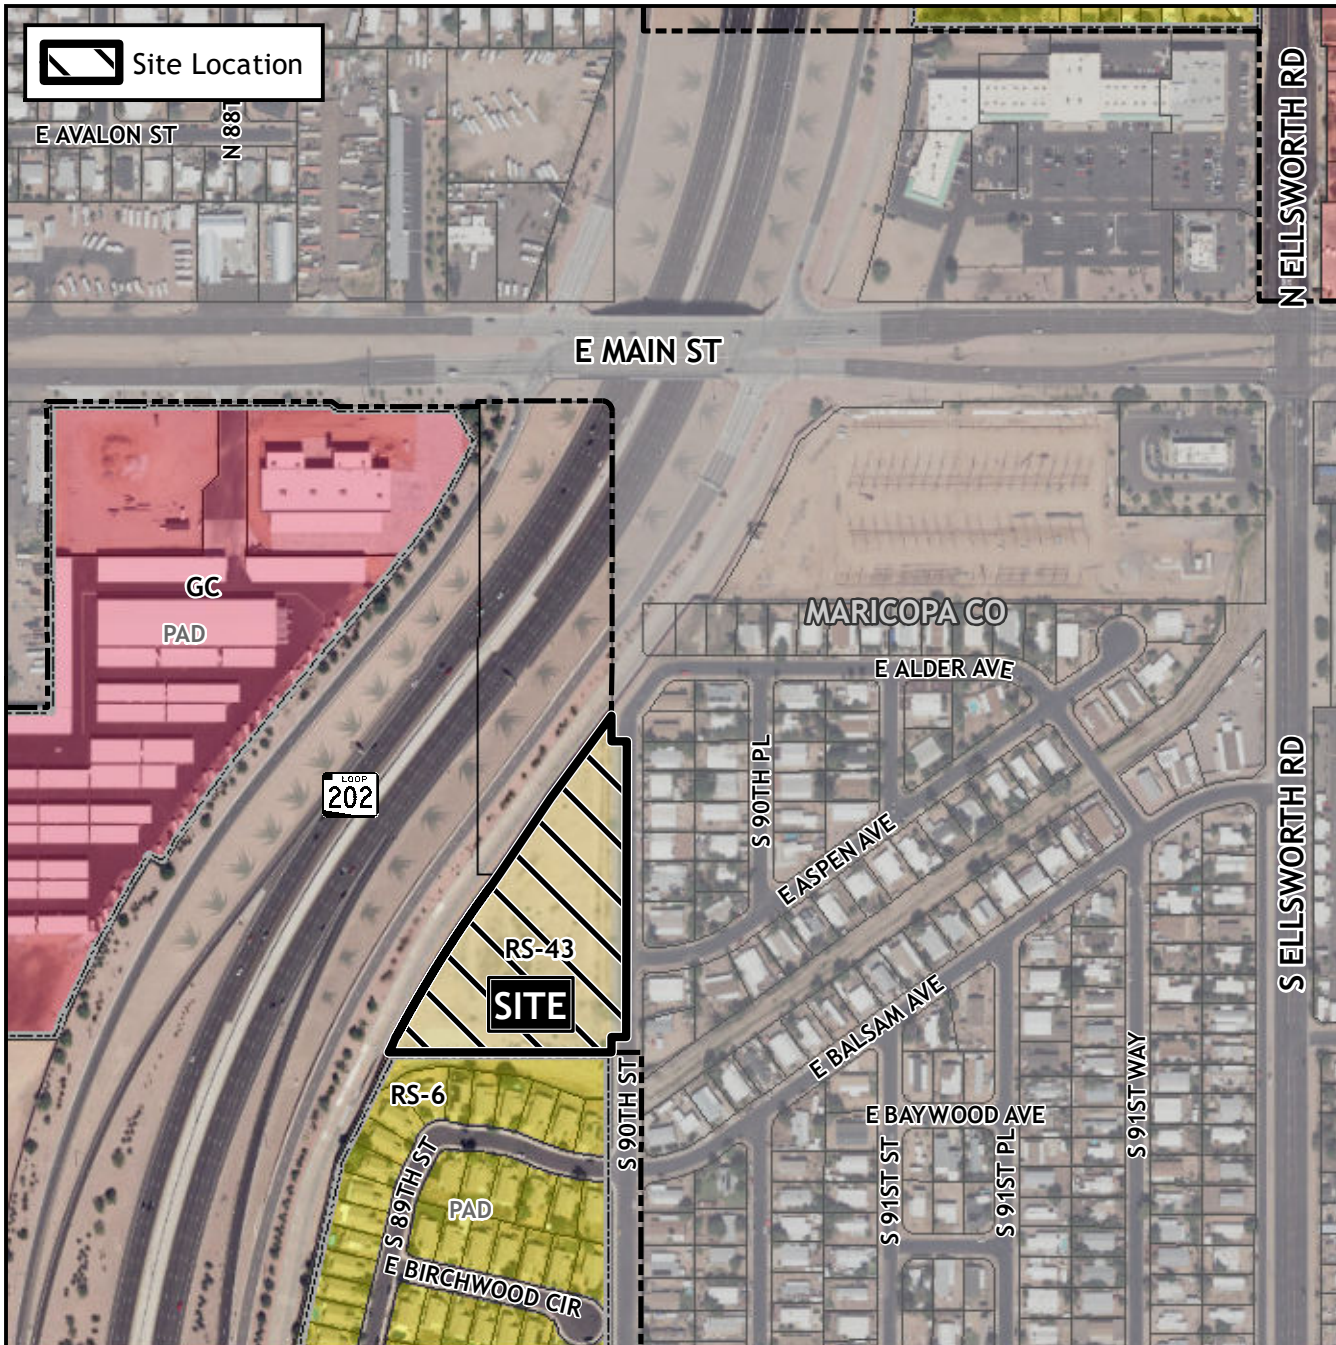 Site Location
E AVALON ST
N 88T
N ELLSWORTH RD
E MAIN ST
GC
PAD
MARICOPA CO
E ALDER AVE
LOOP
202
S 90TH PL
E ASPEN AVE
S ELLSWORTH RD
RS-43
SITE
E BALSAM AVE
RS-6
S 90TH ST
E BAYWOOD AVE
S 91ST WAY
S 89TH ST
PAD
S 91ST ST
S 91ST PL
E BIRCHWOOD CIR